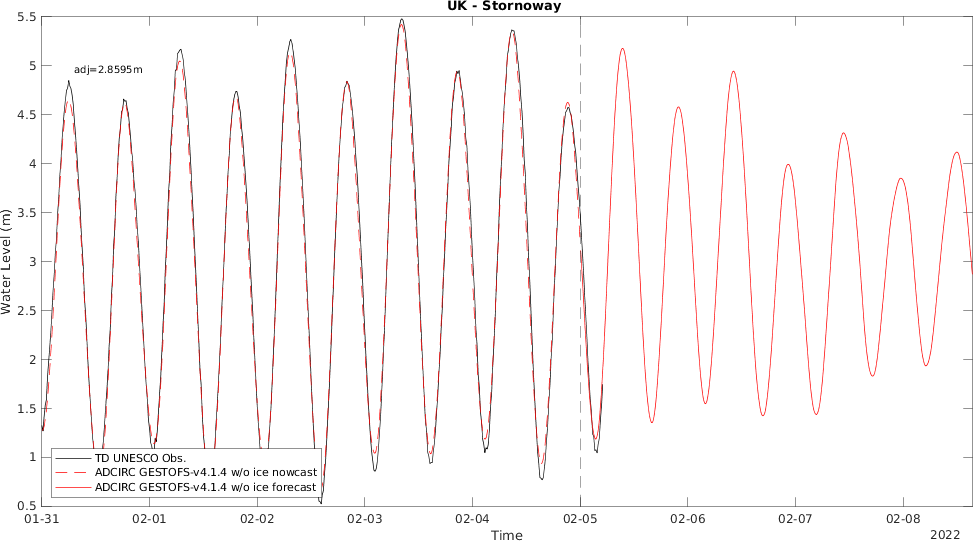 UK - Stornoway
5.5
5
4.5
4
3.5
3
2.5
2
1.5
1
0.5
Water Level (m)
adj=2.8595m
TD UNESCO Obs.
ADCIRC GESTOFS-v4.1.4 w/o ice nowcast
ADCIRC GESTOFS-v4.1.4 w/o ice forecast
01-31 02-01 02-02 02-03 02-04 02-05 02-06 02-07 02-08
Time
2022